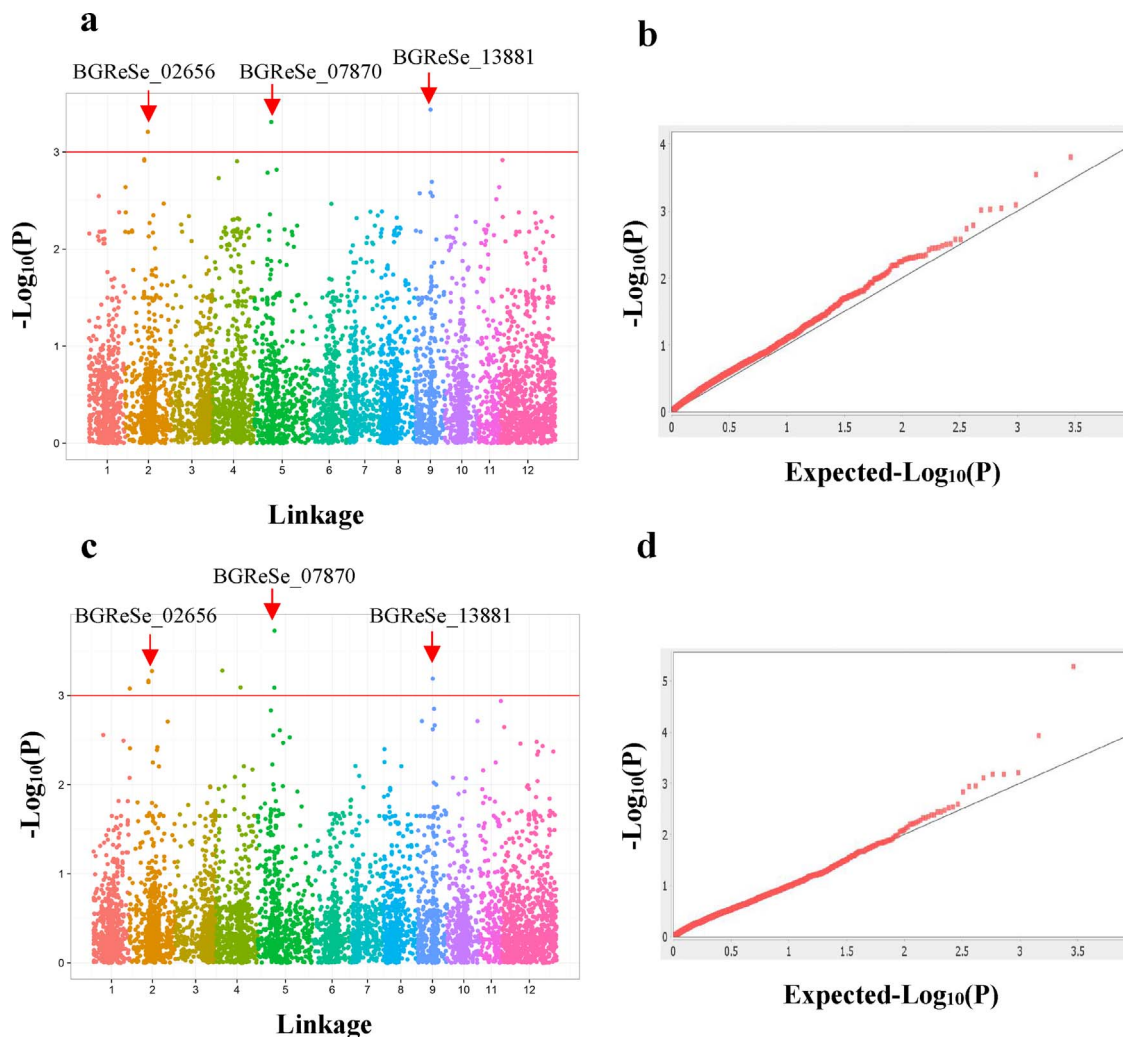 a
BGReSe_02656
BGReSe_07870
BGReSe_13881
3
2
1
0
-Log10(P)
1 2 3 4 5 6 7 8 9 10 11 12
Linkage
b
4
3
2
1
0
-Log10(P)
0 0.5 1 1.5 2 2.5 3 3.5
Expected-Log10(P)
c
BGReSe_07870
BGReSe_02656
BGReSe_13881
3
2
1
0
-Log10(P)
1 2 3 4 5 6 7 8 9 10 11 12
Linkage
d
5
4
3
2
1
0
-Log10(P)
0 0.5 1 1.5 2 2.5 3 3.5
Expected-Log10(P)